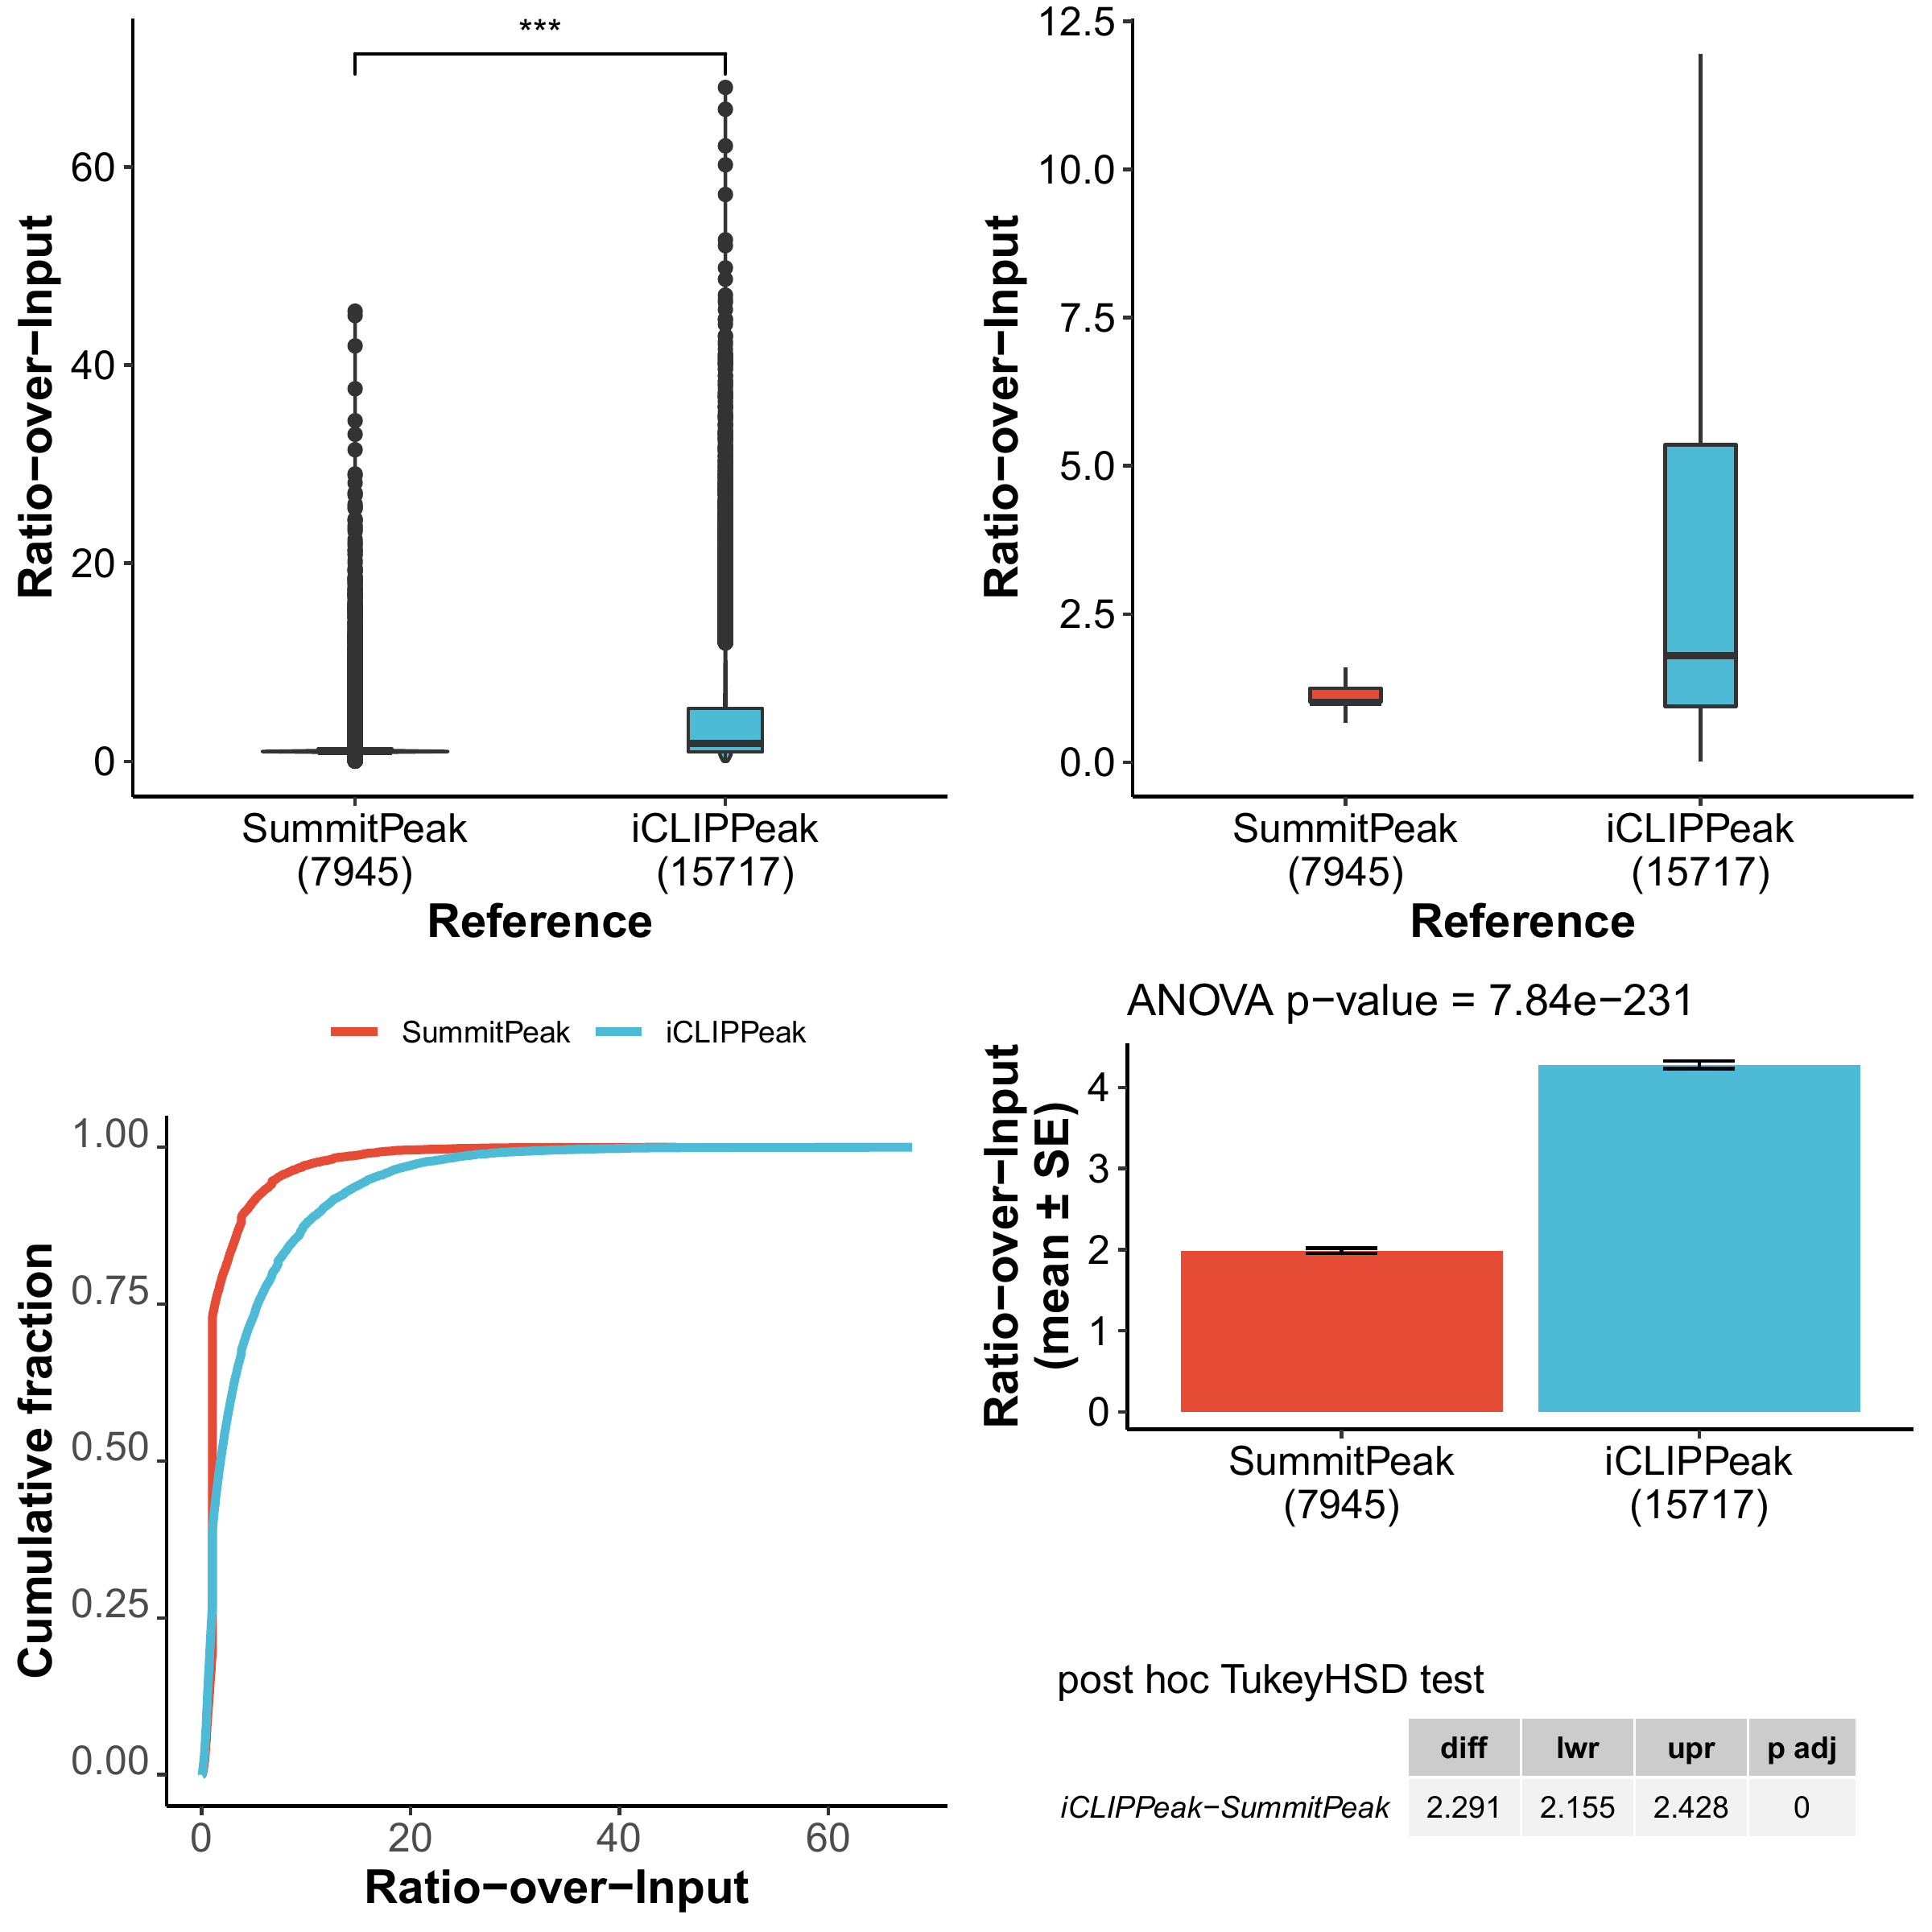 ***
Ratio−over−Input
60
40
20
0
SummitPeak
(7945)
iCLIPPeak
(15717)
Reference
Ratio−over−Input
12.5
10.0
7.5
5.0
2.5
0.0
SummitPeak
(7945)
iCLIPPeak
(15717)
Reference
SummitPeak
iCLIPPeak
Cumulative fraction
1.00
0.75
0.50
0.25
0.00
0
20
40
60
Ratio−over−Input
ANOVA p−value = 7.84e−231
Ratio−over−Input
(mean ± SE)
4
3
2
1
0
SummitPeak
(7945)
iCLIPPeak
(15717)
post hoc TukeyHSD test
diff lwr upr p adj
iCLIPPeak−SummitPeak 2.291 2.155 2.428 0